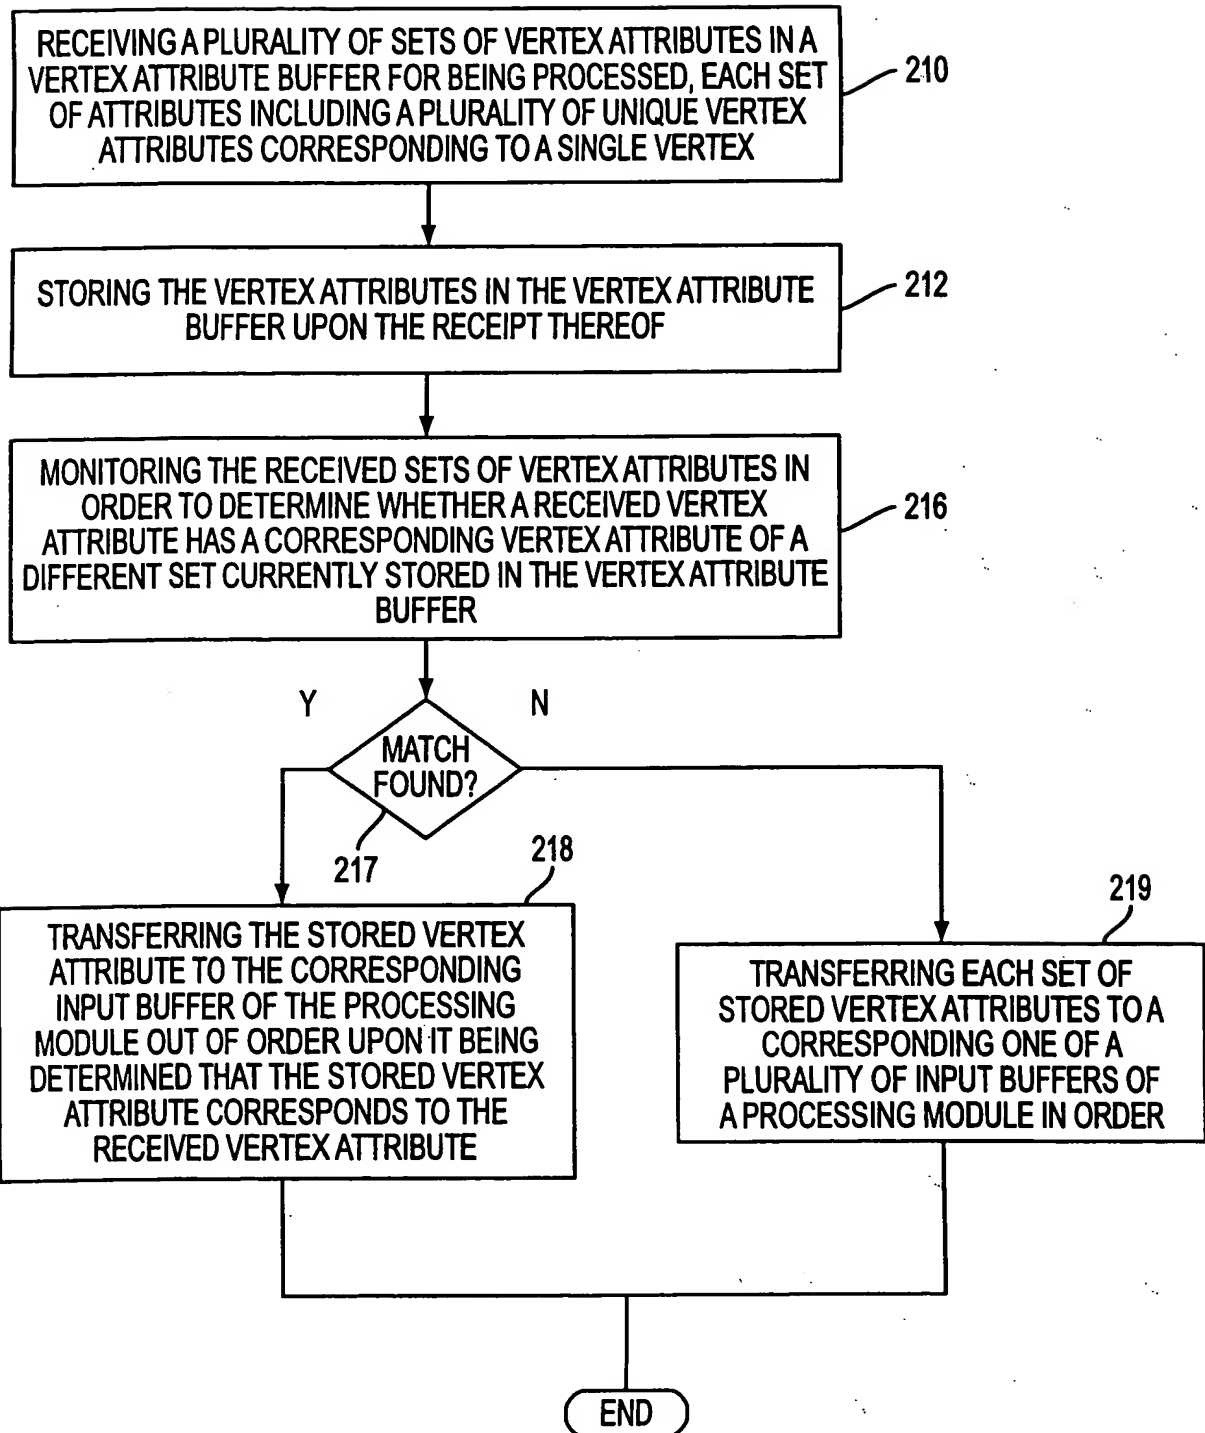 RECEIVING A PLURALITY OF SETS OF VERTEX ATTRIBUTES IN A
VERTEX ATTRIBUTE BUFFER FOR BEING PROCESSED, EACH SET
OF ATTRIBUTES INCLUDING A PLURALITY OF UNIQUE VERTEX
ATTRIBUTES CORRESPONDING TO A SINGLE VERTEX
210
STORING THE VERTEX ATTRIBUTES IN THE VERTEX ATTRIBUTE
BUFFER UPON THE RECEIPT THEREOF
212
MONITORING THE RECEIVED SETS OF VERTEX ATTRIBUTES IN
ORDER TO DETERMINE WHETHER A RECEIVED VERTEX
ATTRIBUTE HAS A CORRESPONDING VERTEX ATTRIBUTE OF A
DIFFERENT SET CURRENTLY STORED IN THE VERTEX ATTRIBUTE
BUFFER
216
Y
N
MATCH
FOUND?
217
218
TRANSFERRING THE STORED VERTEX
ATTRIBUTE TO THE CORRESPONDING
INPUT BUFFER OF THE PROCESSING
MODULE OUT OF ORDER UPON IT BEING
DETERMINED THAT THE STORED VERTEX
ATTRIBUTE CORRESPONDS TO THE
RECEIVED VERTEX ATTRIBUTE
219
TRANSFERRING EACH SET OF
STORED VERTEX ATTRIBUTES TO A
CORRESPONDING ONE OF A
PLURALITY OF INPUT BUFFERS OF
A PROCESSING MODULE IN ORDER
END